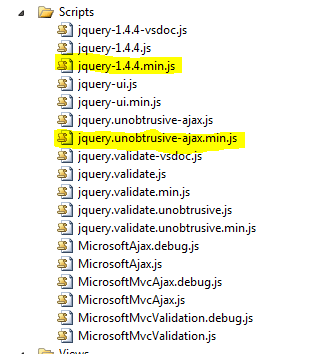 Scripts
jquery-1.4.4-vsdoc.js
jquery-1.4.4.js
jquery-1.4.4.min.js
jquery-ui.js
jquery-ui.min.js
jquery.unobtrusive-ajax.js
jquery.unobtrusive-ajax.min.js
jquery.validate-vsdoc.js
jquery.validate.js
jquery.validate.min.js
jquery.validate.unobtrusive.js
jquery.validate.unobtrusive.min.js
MicrosoftAjax.debug.js
MicrosoftAjax.js
MicrosoftMvcAjax.debug.js
MicrosoftMvcAjax.js
MicrosoftMvcValidation.debug.js
MicrosoftMvcValidation.js
Views